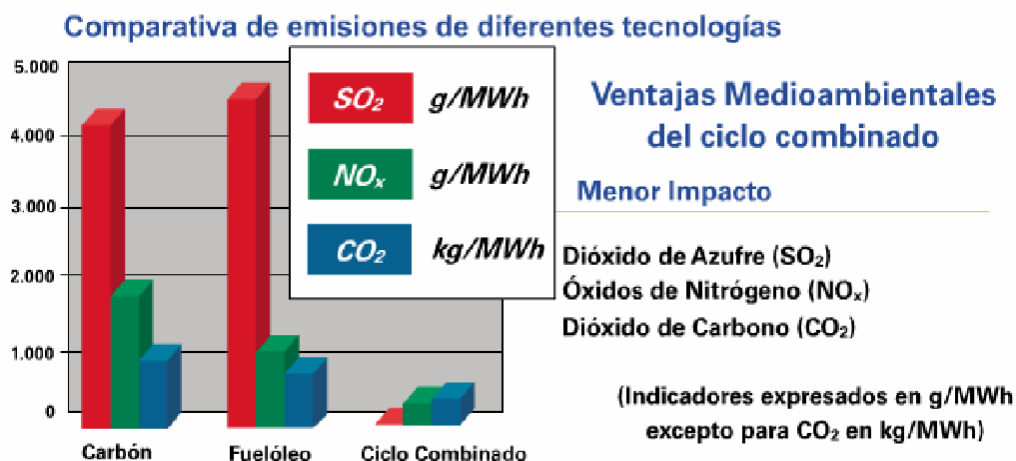 Comparativa de emisiones de diferentes tecnologías
5.000
4.000
3.000
2.000
1.000
0
Carbón
Fuelóleo
Ciclo Combinado
SO₂ g/MWh
NOₓ g/MWh
CO₂ kg/MWh
Ventajas Medioambientales
del ciclo combinado
Menor Impacto
Dióxido de Azufre (SO₂)
Óxidos de Nitrógeno (NOₓ)
Dióxido de Carbono (CO₂)
(Indicadores expresados en g/MWh
excepto para CO₂ en kg/MWh)